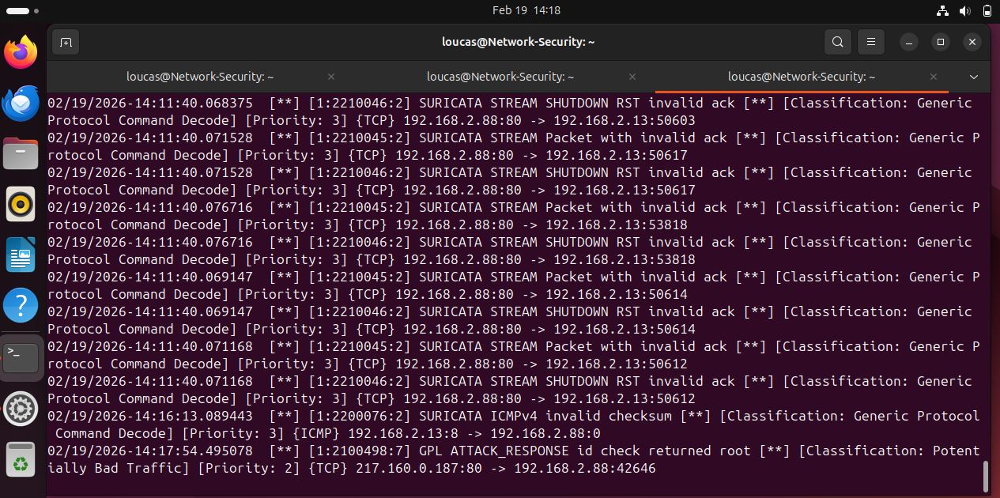 Feb 19 14:18
loucas@Network-Security: ~
loucas@Network-Security: ~
loucas@Network-Security: ~
loucas@Network-Security: ~
02/19/2026-14:11:40.068375  [**] [1:2210046:2] SURICATA STREAM SHUTDOWN RST invalid ack [**] [Classification: Generic
Protocol Command Decode] [Priority: 3] {TCP} 192.168.2.88:80 -> 192.168.2.13:50603
02/19/2026-14:11:40.071528  [**] [1:2210045:2] SURICATA STREAM Packet with invalid ack [**] [Classification: Generic P
rotocol Command Decode] [Priority: 3] {TCP} 192.168.2.88:80 -> 192.168.2.13:50617
02/19/2026-14:11:40.071528  [**] [1:2210046:2] SURICATA STREAM SHUTDOWN RST invalid ack [**] [Classification: Generic
Protocol Command Decode] [Priority: 3] {TCP} 192.168.2.88:80 -> 192.168.2.13:50617
02/19/2026-14:11:40.076716  [**] [1:2210045:2] SURICATA STREAM Packet with invalid ack [**] [Classification: Generic P
rotocol Command Decode] [Priority: 3] {TCP} 192.168.2.88:80 -> 192.168.2.13:53818
02/19/2026-14:11:40.076716  [**] [1:2210046:2] SURICATA STREAM SHUTDOWN RST invalid ack [**] [Classification: Generic
Protocol Command Decode] [Priority: 3] {TCP} 192.168.2.88:80 -> 192.168.2.13:53818
02/19/2026-14:11:40.069147  [**] [1:2210045:2] SURICATA STREAM Packet with invalid ack [**] [Classification: Generic P
rotocol Command Decode] [Priority: 3] {TCP} 192.168.2.88:80 -> 192.168.2.13:50614
02/19/2026-14:11:40.069147  [**] [1:2210046:2] SURICATA STREAM SHUTDOWN RST invalid ack [**] [Classification: Generic
Protocol Command Decode] [Priority: 3] {TCP} 192.168.2.88:80 -> 192.168.2.13:50614
02/19/2026-14:11:40.071168  [**] [1:2210045:2] SURICATA STREAM Packet with invalid ack [**] [Classification: Generic P
rotocol Command Decode] [Priority: 3] {TCP} 192.168.2.88:80 -> 192.168.2.13:50612
02/19/2026-14:11:40.071168  [**] [1:2210046:2] SURICATA STREAM SHUTDOWN RST invalid ack [**] [Classification: Generic
Protocol Command Decode] [Priority: 3] {TCP} 192.168.2.88:80 -> 192.168.2.13:50612
02/19/2026-14:16:13.089443  [**] [1:2200076:2] SURICATA ICMPv4 invalid checksum [**] [Classification: Generic Protocol
 Command Decode] [Priority: 3] {ICMP} 192.168.2.13:8 -> 192.168.2.88:0
02/19/2026-14:17:54.495078  [**] [1:2100498:7] GPL ATTACK_RESPONSE id check returned root [**] [Classification: Potent
ially Bad Traffic] [Priority: 2] {TCP} 217.160.0.187:80 -> 192.168.2.88:42646